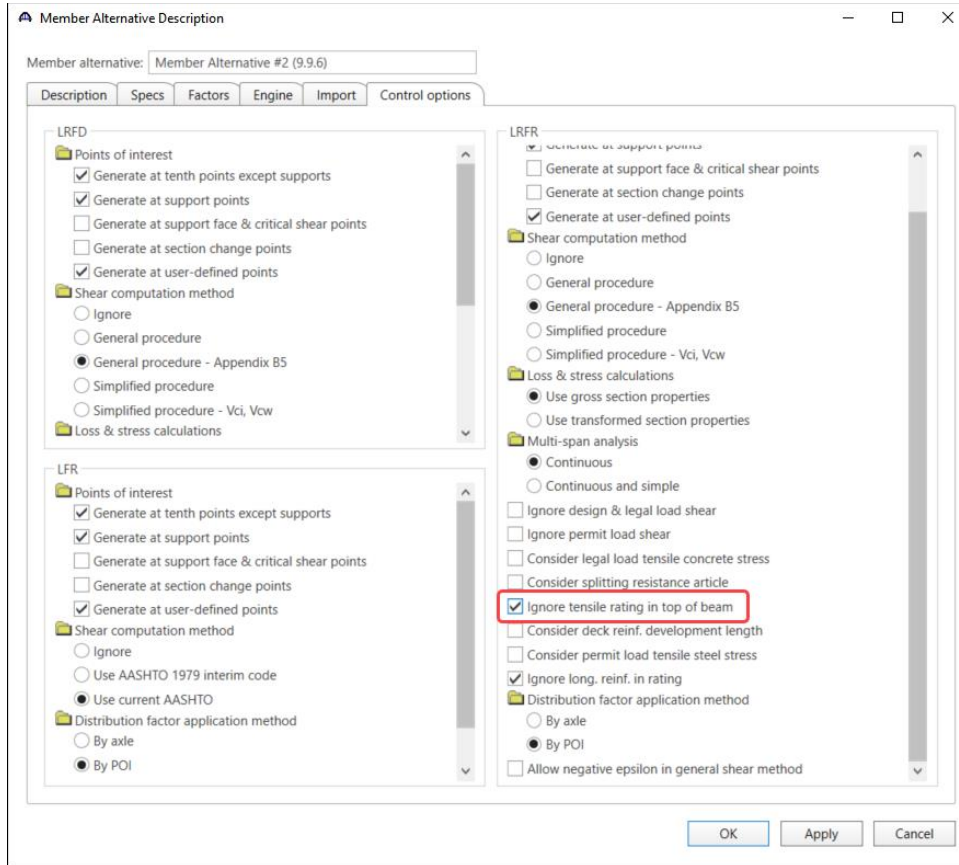 Member Alternative Description
Member alternative: Member Alternative #2 (9.9.6)
Description Specs Factors Engine Import Control options
LRFD
Points of interest
Generate at tenth points except supports
Generate at support points
Generate at support face & critical shear points
Generate at section change points
Generate at user-defined points
Shear computation method
Ignore
General procedure
General procedure - Appendix B5
Simplified procedure
Simplified procedure - Vci, Vcw
Loss & stress calculations
LFR
Points of interest
Generate at tenth points except supports
Generate at support points
Generate at support face & critical shear points
Generate at section change points
Generate at user-defined points
Shear computation method
Ignore
Use AASHTO 1979 interim code
Use current AASHTO
Distribution factor application method
By axle
By POI
LRFR
Generate at support points
Generate at support face & critical shear points
Generate at section change points
Generate at user-defined points
Shear computation method
Ignore
General procedure
General procedure - Appendix B5
Simplified procedure
Simplified procedure - Vci, Vcw
Loss & stress calculations
Use gross section properties
Use transformed section properties
Multi-span analysis
Continuous
Continuous and simple
Ignore design & legal load shear
Ignore permit load shear
Consider legal load tensile concrete stress
Consider splitting resistance article
Ignore tensile rating in top of beam
Consider deck reinf. development length
Consider permit load tensile steel stress
Ignore long. reinf. in rating
Distribution factor application method
By axle
By POI
Allow negative epsilon in general shear method
OK Apply Cancel